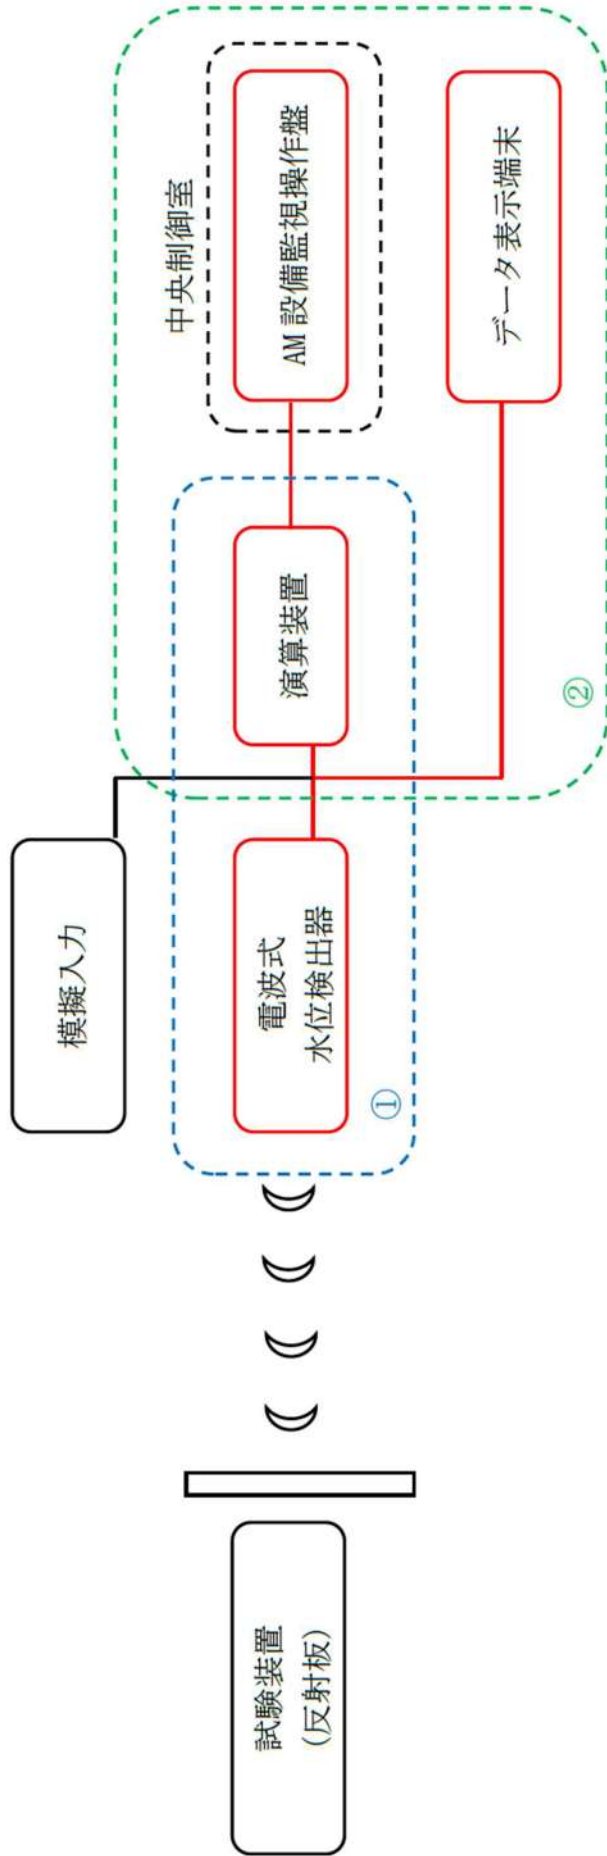 模擬入力
中央制御室
試験装置
(反射板)
電波式
水位検出器
演算装置
AM 設備監視操作盤
①
データ表示端末
②